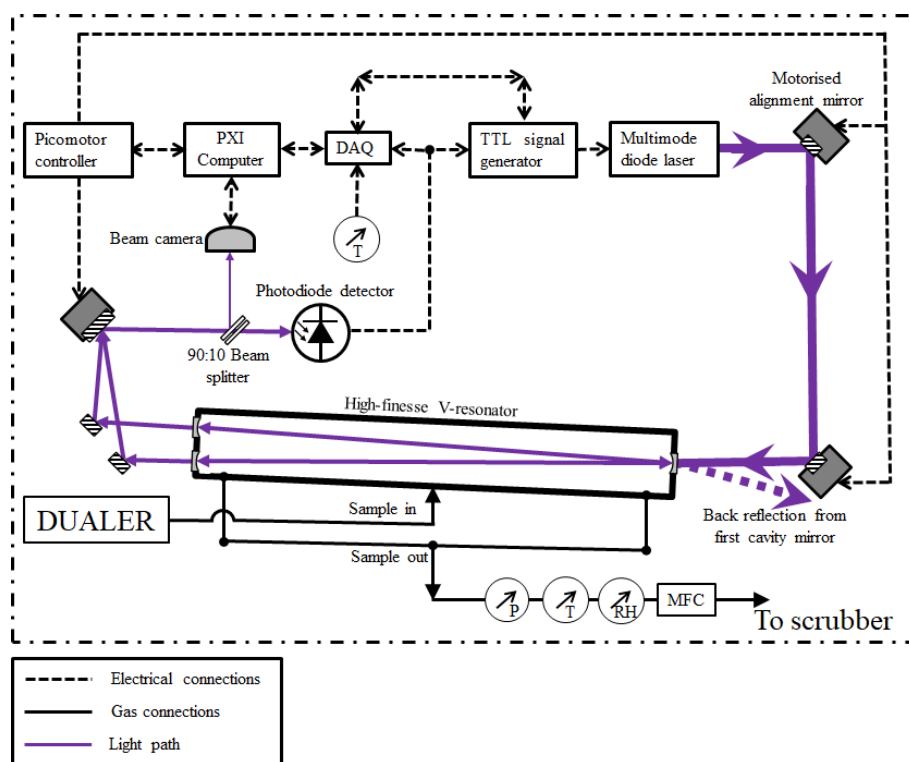 Motorised
alignment mirror
Picomotor
controller
PXI
Computer
DAQ
TTL signal
generator
Multimode
diode laser
Beam camera
T
Photodiode detector
90:10 Beam
splitter
High-finesse V-resonator
DUALER
Sample in
Back reflection from
first cavity mirror
Sample out
P
T
RH
MFC
To scrubber
Electrical connections
Gas connections
Light path